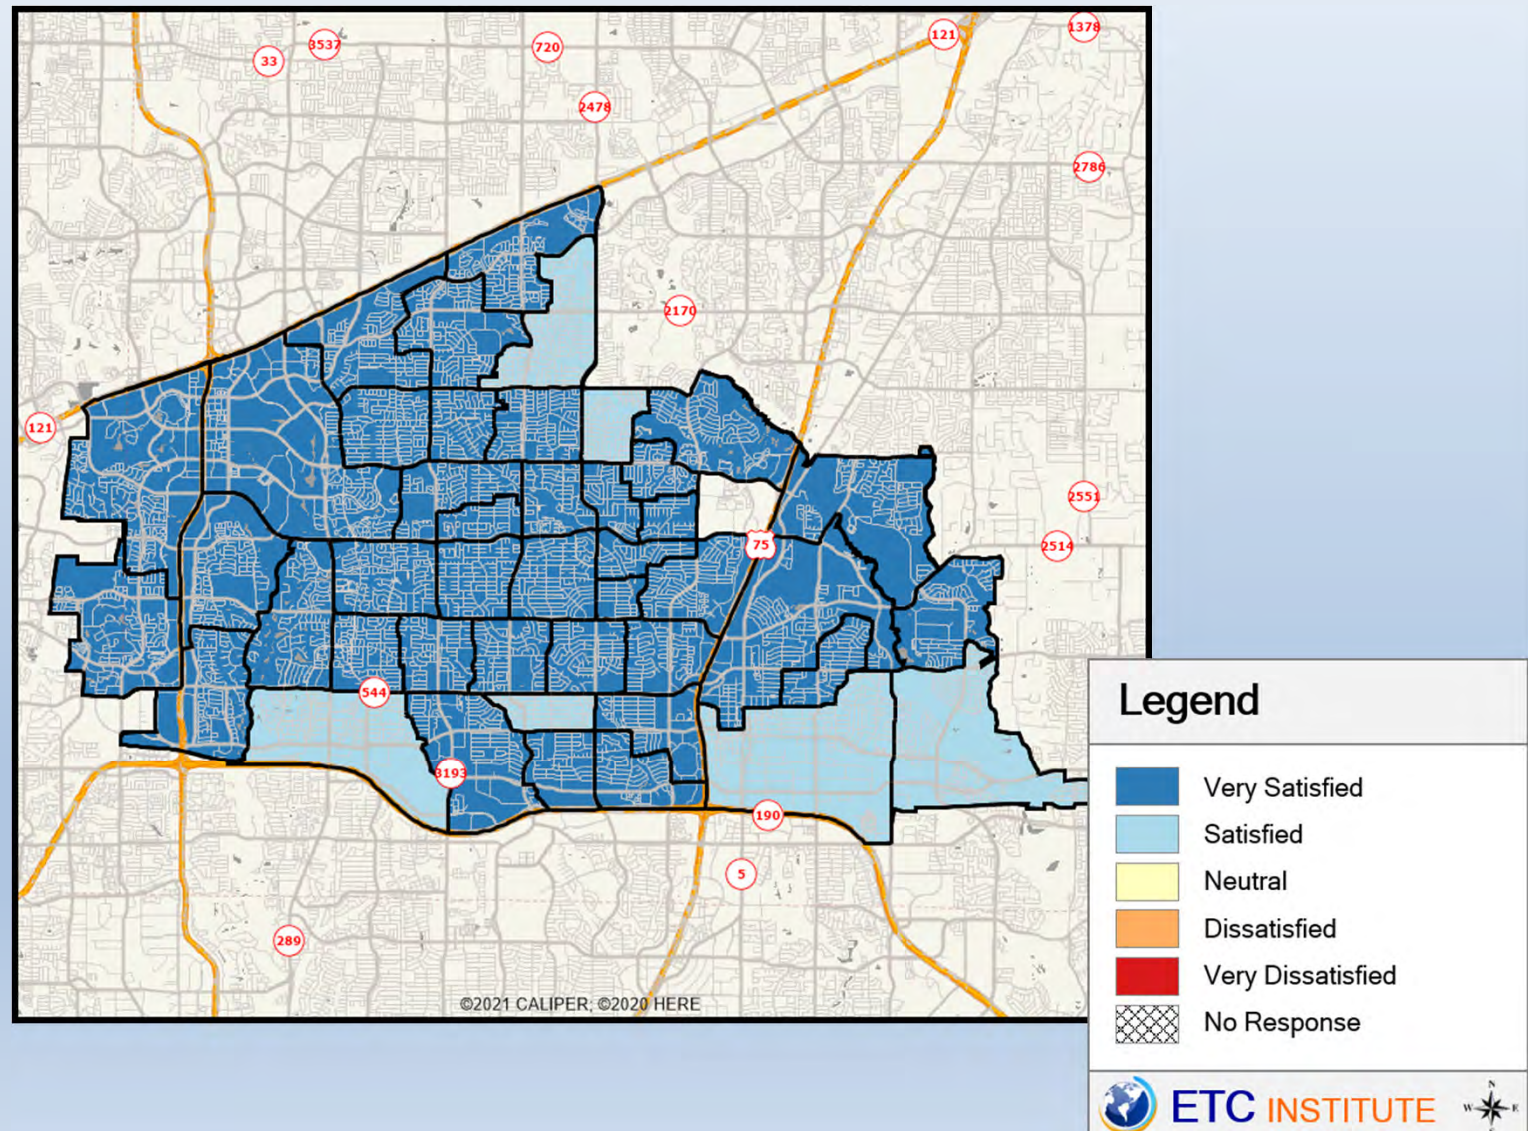 121
1378
3537
33
720
2478
2786
2170
121
2551
75
2514
544
3193
190
5
289
©2021 CALIPER; ©2020 HERE
Legend
Very Satisfied
Satisfied
Neutral
Dissatisfied
Very Dissatisfied
No Response
ETC INSTITUTE
N
W E
S